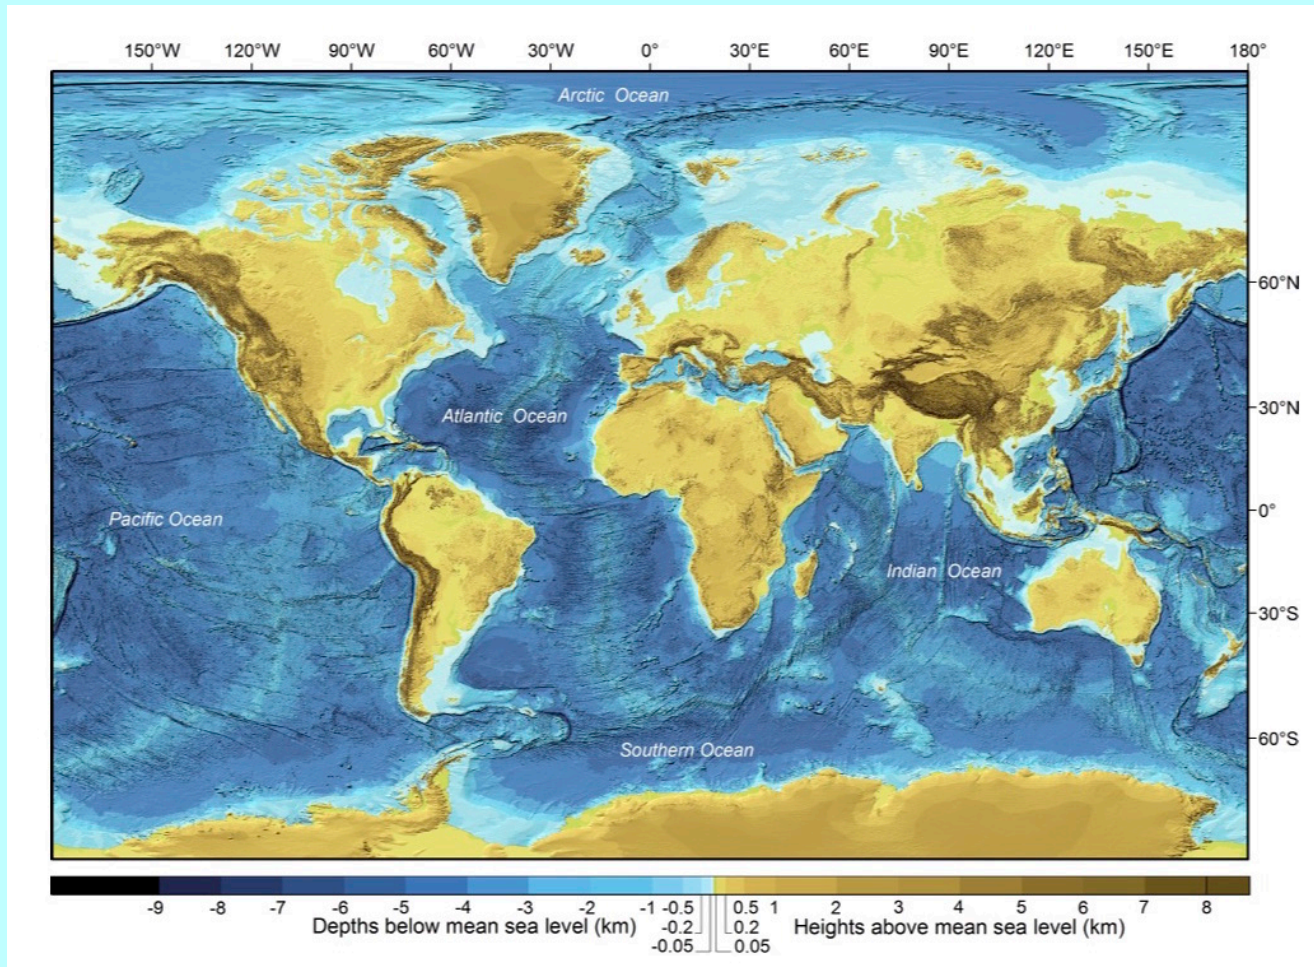 150°W 120°W 90°W 60°W 30°W 0° 30°E 60°E 90°E 120°E 150°E 180°
Arctic Ocean
60°N
30°N
Atlantic Ocean
0°
Pacific Ocean
Indian Ocean
30°S
60°S
Southern Ocean
-9 -8 -7 -6 -5 -4 -3 -2 -1 -0.5 0.5 1 2 3 4 5 6 7 8
Depths below mean sea level (km) -0.2 0.2 Heights above mean sea level (km)
-0.05 0.05